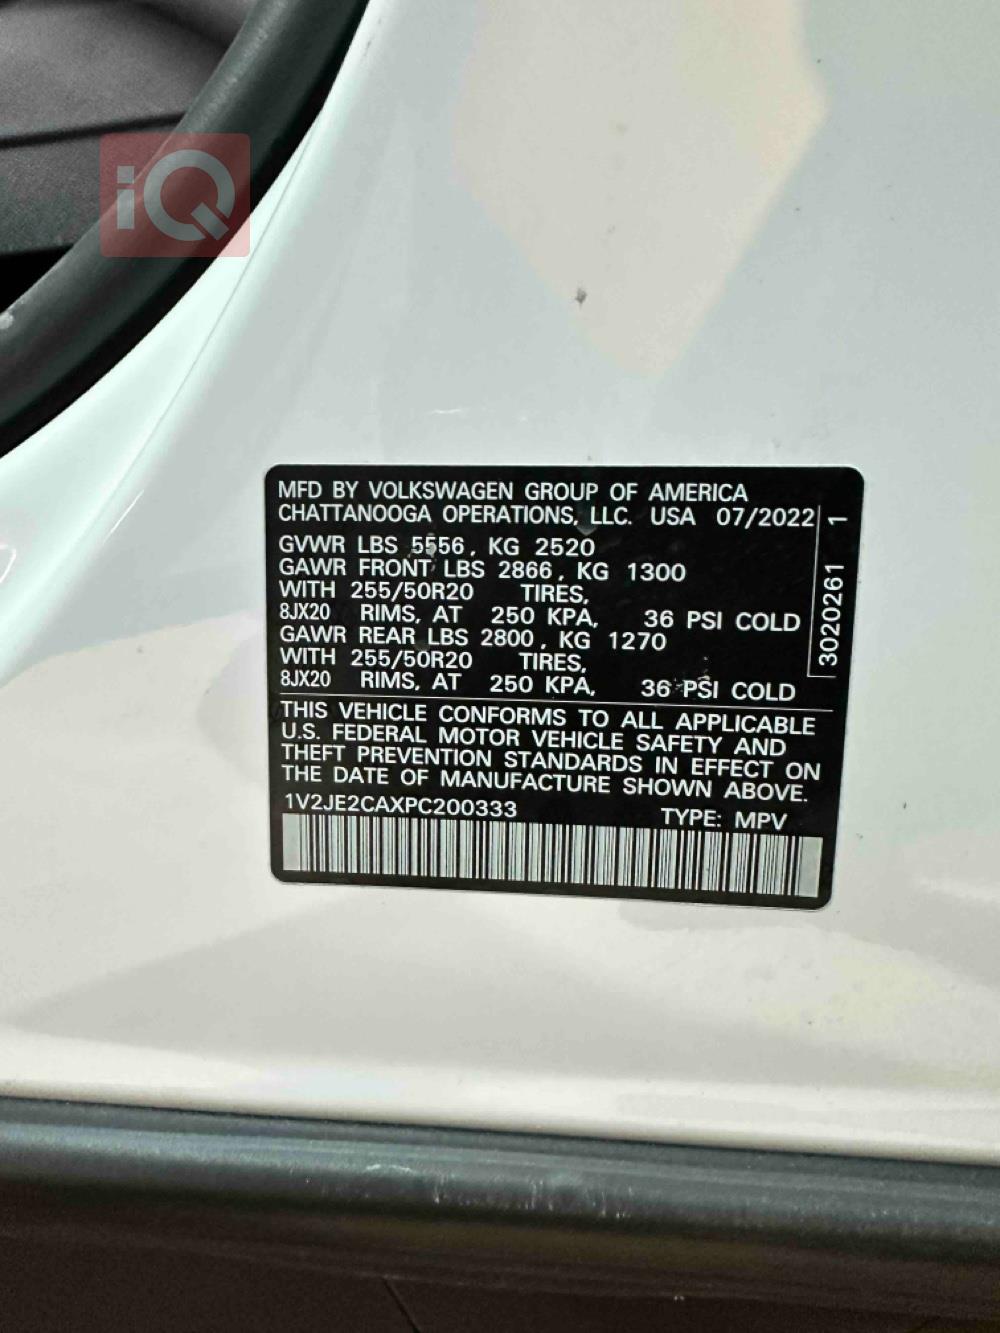 iQ
MFD BY VOLKSWAGEN GROUP OF AMERICA
CHATTANOOGA OPERATIONS, LLC. USA 07/2022
GVWR LBS 5556, KG 2520
GAWR FRONT LBS 2866, KG 1300
WITH 255/50R20 TIRES,
8JX20 RIMS, AT 250 KPA, 36 PSI COLD
GAWR REAR LBS 2800, KG 1270
WITH 255/50R20 TIRES,
8JX20 RIMS, AT 250 KPA, 36 PSI COLD
3020261 1
THIS VEHICLE CONFORMS TO ALL APPLICABLE
U.S. FEDERAL MOTOR VEHICLE SAFETY AND
THEFT PREVENTION STANDARDS IN EFFECT ON
THE DATE OF MANUFACTURE SHOWN ABOVE.
1V2JE2CAXPC200333 TYPE: MPV